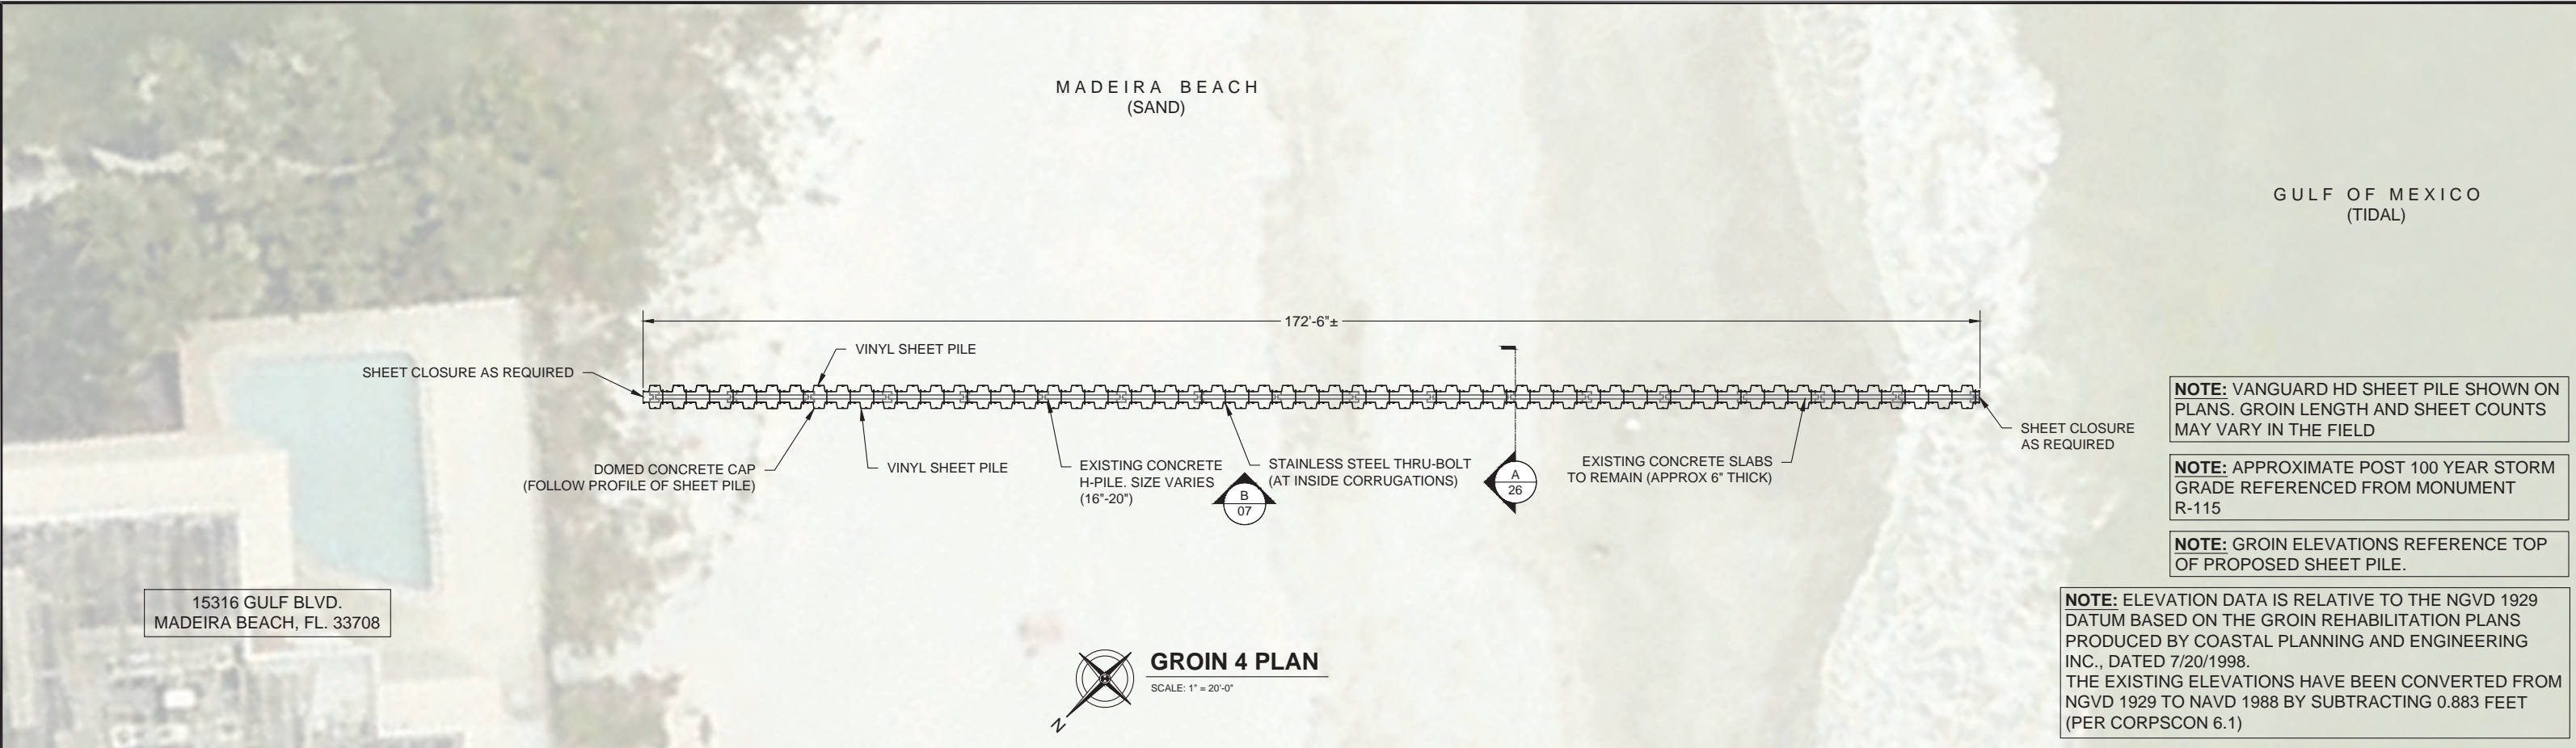 MADEIRA BEACH
(SAND)
GULF OF MEXICO
(TIDAL)
172'-6"±
VINYL SHEET PILE
SHEET CLOSURE AS REQUIRED
SHEET CLOSURE
AS REQUIRED
DOMED CONCRETE CAP
(FOLLOW PROFILE OF SHEET PILE)
VINYL SHEET PILE
EXISTING CONCRETE
H-PILE. SIZE VARIES
(16"-20")
STAINLESS STEEL THRU-BOLT
(AT INSIDE CORRUGATIONS)
B
07
A
26
EXISTING CONCRETE SLABS
TO REMAIN (APPROX 6" THICK)
NOTE: VANGUARD HD SHEET PILE SHOWN ON
PLANS. GROIN LENGTH AND SHEET COUNTS
MAY VARY IN THE FIELD
NOTE: APPROXIMATE POST 100 YEAR STORM
GRADE REFERENCED FROM MONUMENT
R-115
NOTE: GROIN ELEVATIONS REFERENCE TOP
OF PROPOSED SHEET PILE.
NOTE: ELEVATION DATA IS RELATIVE TO THE NGVD 1929
DATUM BASED ON THE GROIN REHABILITATION PLANS
PRODUCED BY COASTAL PLANNING AND ENGINEERING
INC., DATED 7/20/1998.
THE EXISTING ELEVATIONS HAVE BEEN CONVERTED FROM
NGVD 1929 TO NAVD 1988 BY SUBTRACTING 0.883 FEET
(PER CORPSCON 6.1)
15316 GULF BLVD.
MADEIRA BEACH, FL. 33708
N
GROIN 4 PLAN
SCALE: 1" = 20'-0"